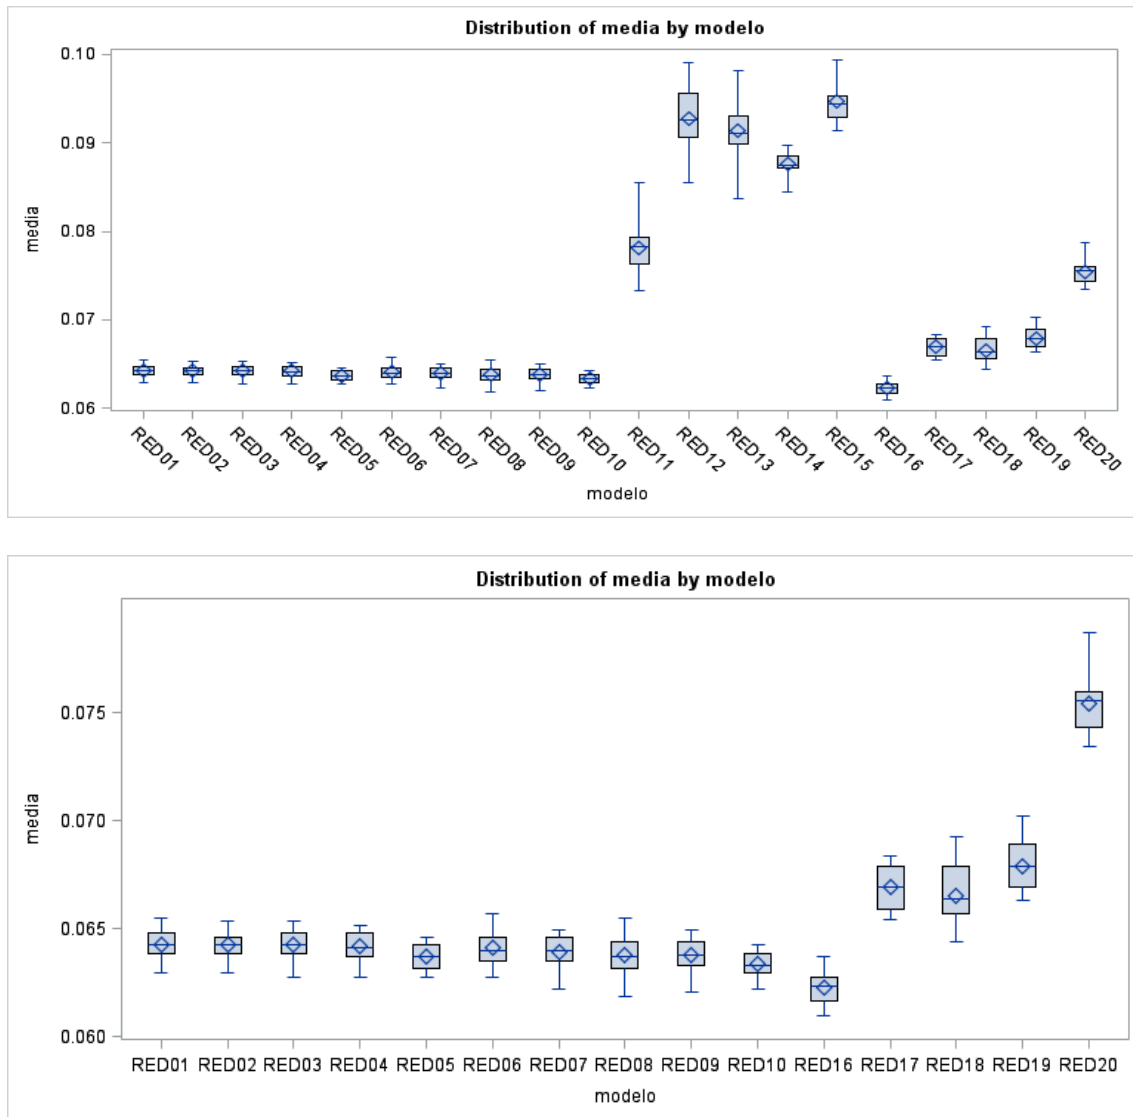 Distribution of media by modelo
0.10
0.09
0.08
0.07
0.06
media
RED01 RED02 RED03 RED04 RED05 RED06 RED07 RED08 RED09 RED10 RED11 RED12 RED13 RED14 RED15 RED16 RED17 RED18 RED19 RED20
modelo
Distribution of media by modelo
0.075
0.070
0.065
0.060
media
RED01 RED02 RED03 RED04 RED05 RED06 RED07 RED08 RED09 RED10 RED16 RED17 RED18 RED19 RED20
modelo